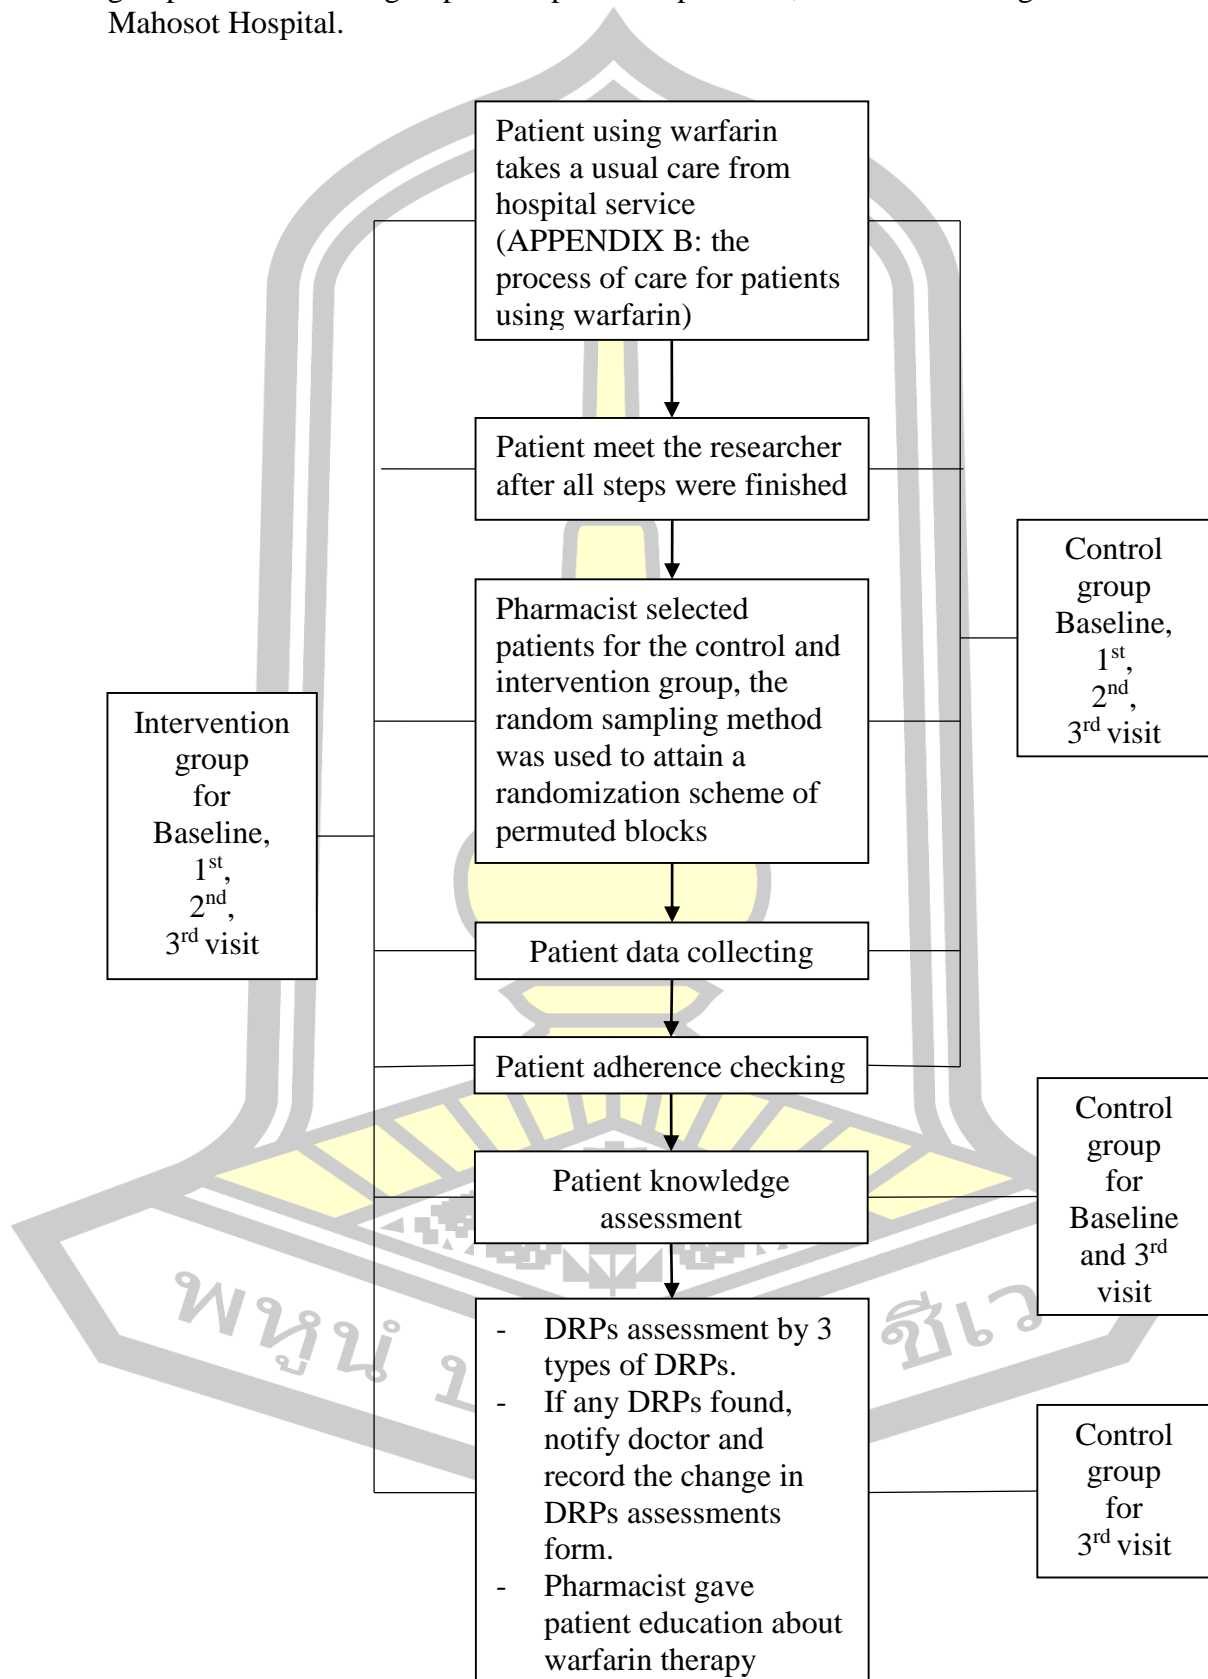 Mahosot Hospital.
Patient using warfarin
takes a usual care from
hospital service
(APPENDIX B: the
process of care for patients
using warfarin)
Patient meet the researcher
after all steps were finished
Control
group
Baseline,
1st,
2nd,
3rd visit
Pharmacist selected
patients for the control and
intervention group, the
random sampling method
was used to attain a
randomization scheme of
permuted blocks
Intervention
group
for
Baseline,
1st,
2nd,
3rd visit
Patient data collecting
Patient adherence checking
Control
group
for
Baseline
and 3rd
visit
Patient knowledge
assessment
- DRPs assessment by 3
types of DRPs.
- If any DRPs found,
notify doctor and
record the change in
DRPs assessments
form.
- Pharmacist gave
patient education about
warfarin therapy
Control
group
for
3rd visit
พหูนํ
ชีเว